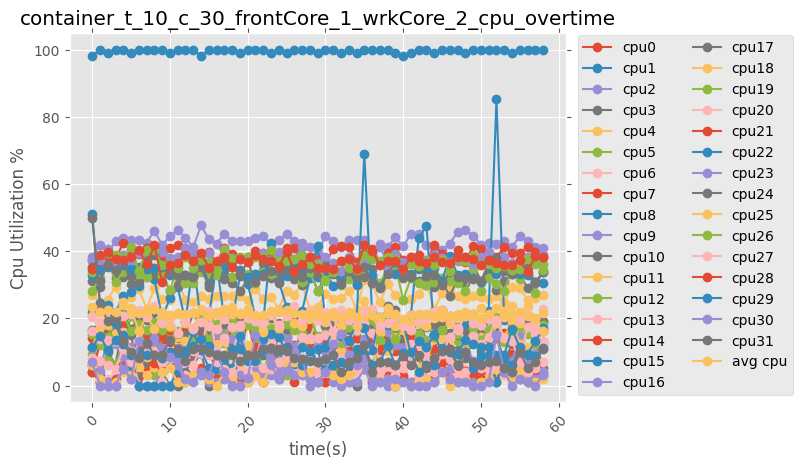 container_t_10_c_30_frontCore_1_wrkCore_2_cpu_overtime
100
80
60
40
20
0
Cpu Utilization %
0
10
20
30
40
50
60
time(s)
cpu0
cpu1
cpu2
cpu3
cpu4
cpu5
cpu6
cpu7
cpu8
cpu9
cpu10
cpu11
cpu12
cpu13
cpu14
cpu15
cpu16
cpu17
cpu18
cpu19
cpu20
cpu21
cpu22
cpu23
cpu24
cpu25
cpu26
cpu27
cpu28
cpu29
cpu30
cpu31
avg cpu